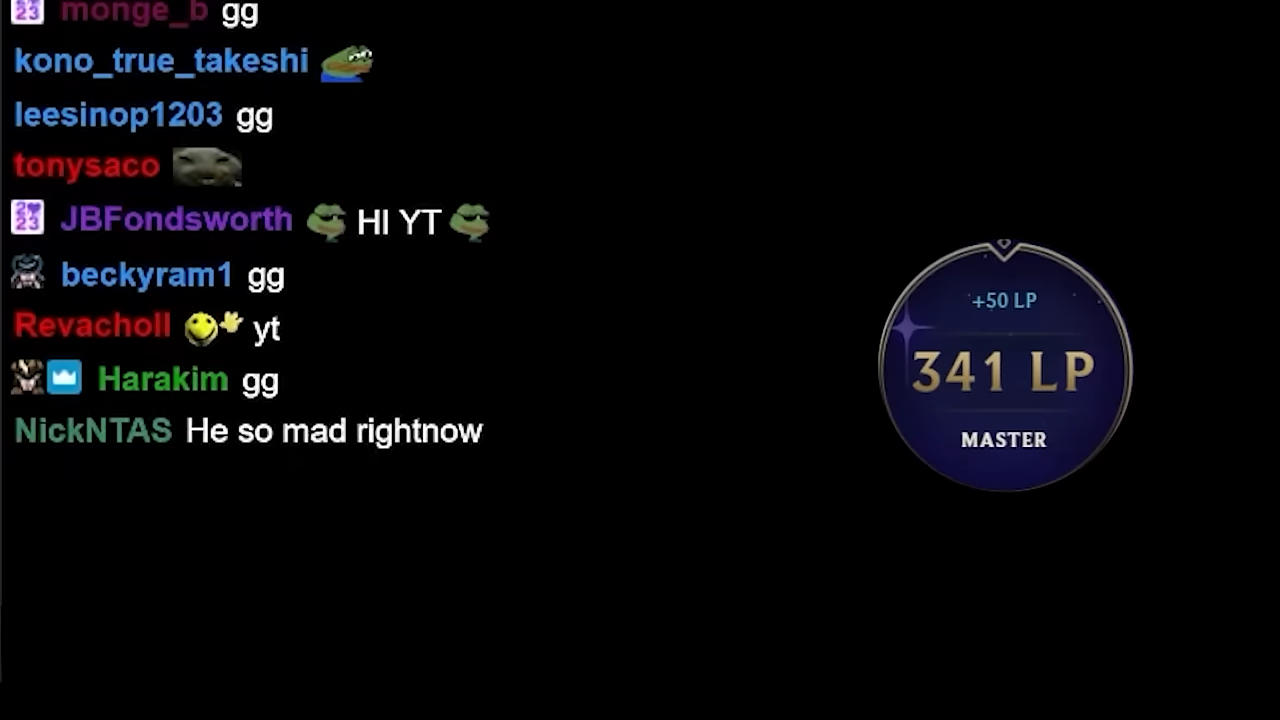 monge_b gg
kono_true_takeshi
leesinop1203 gg
tonysaco
JBFondsworth HI YT
beckyram1 gg
Revacholl yt
Harakim gg
NickNTAS He so mad rightnow
+50 LP
341 LP
MASTER